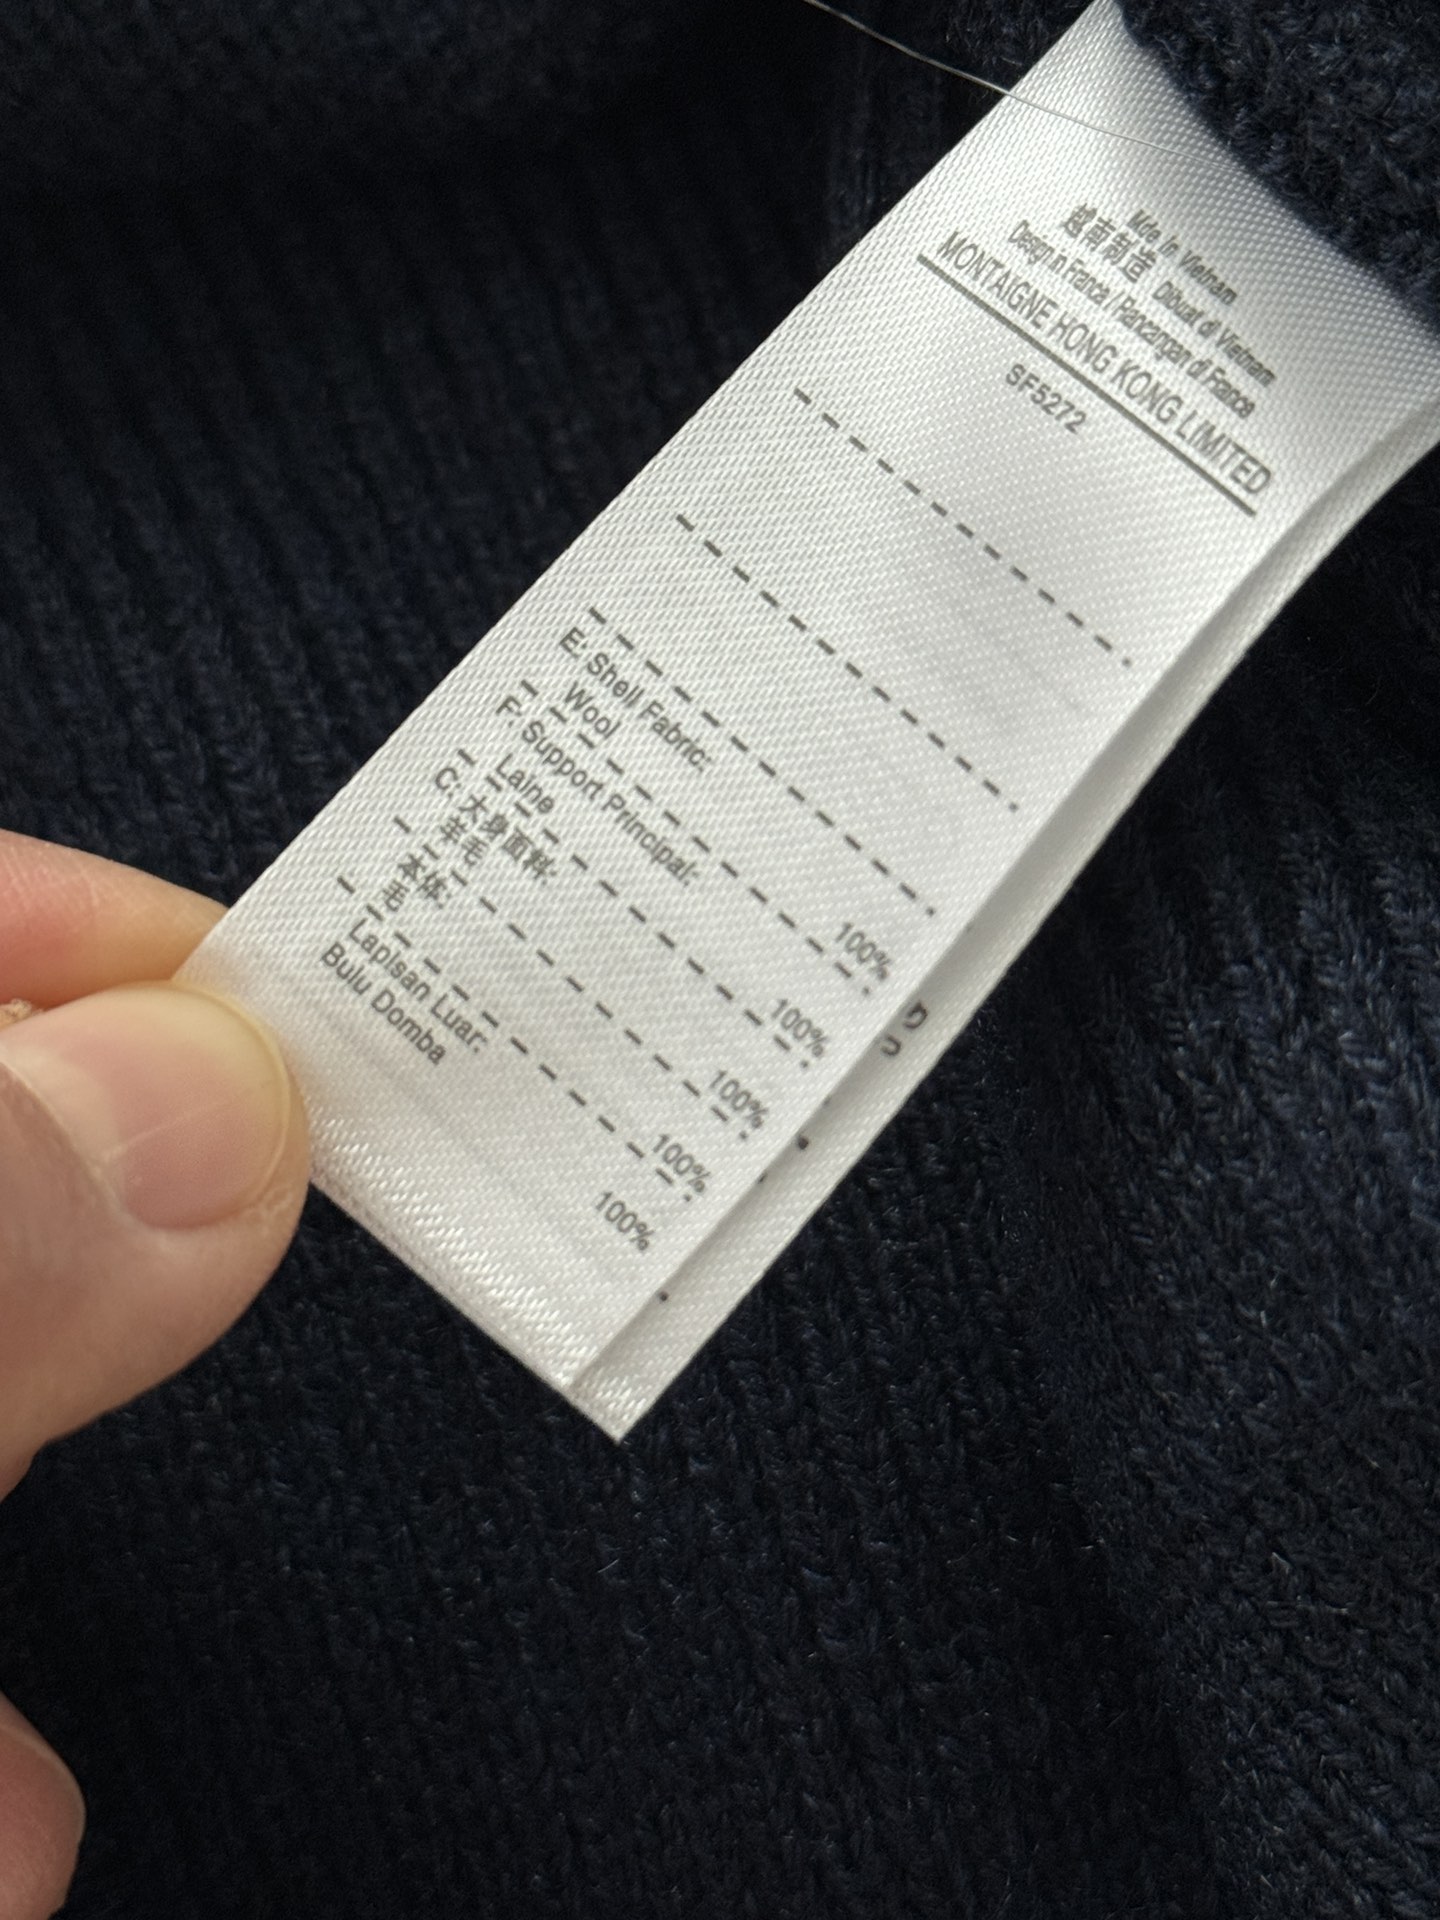 Made in Vietnam
越南制造 Dibuat di Vietnam
Design in France / Rancangan di France
MONTAIGNE HONG KONG LIMITED
SF5272
E: Shell Fabric:
Wool 100%
F: Support Principal:
Laine 100%
C: 大身面料:
羊毛 100%
本体:
毛 100%
Lapisan Luar:
Bulu Domba 100%